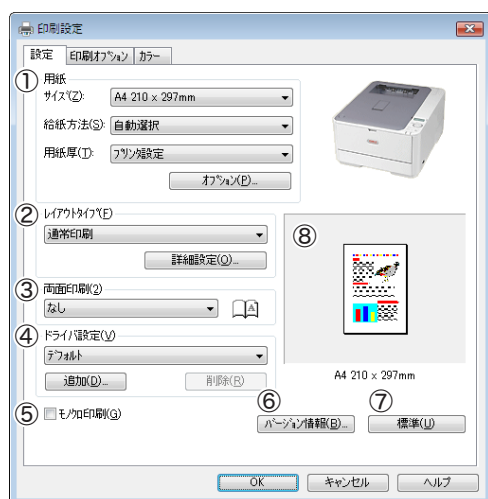 印刷設定
設定 印刷オプション カラー
① 用紙
サイズ(Z): A4 210 x 297mm
給紙方法(S): 自動選択
用紙厚(T): プリンタ設定
オプション(P)...
② レイアウトタイプ(F)
通常印刷
詳細設定(O)...
⑧
③ 両面印刷(2)
なし
A
④ ドライバ設定(V)
デフォルト
追加(D)... 削除(R)
A4 210 x 297mm
⑤ モノクロ印刷(G)
⑥ バージョン情報(B)... ⑦ 標準(U)
OK キャンセル ヘルプ